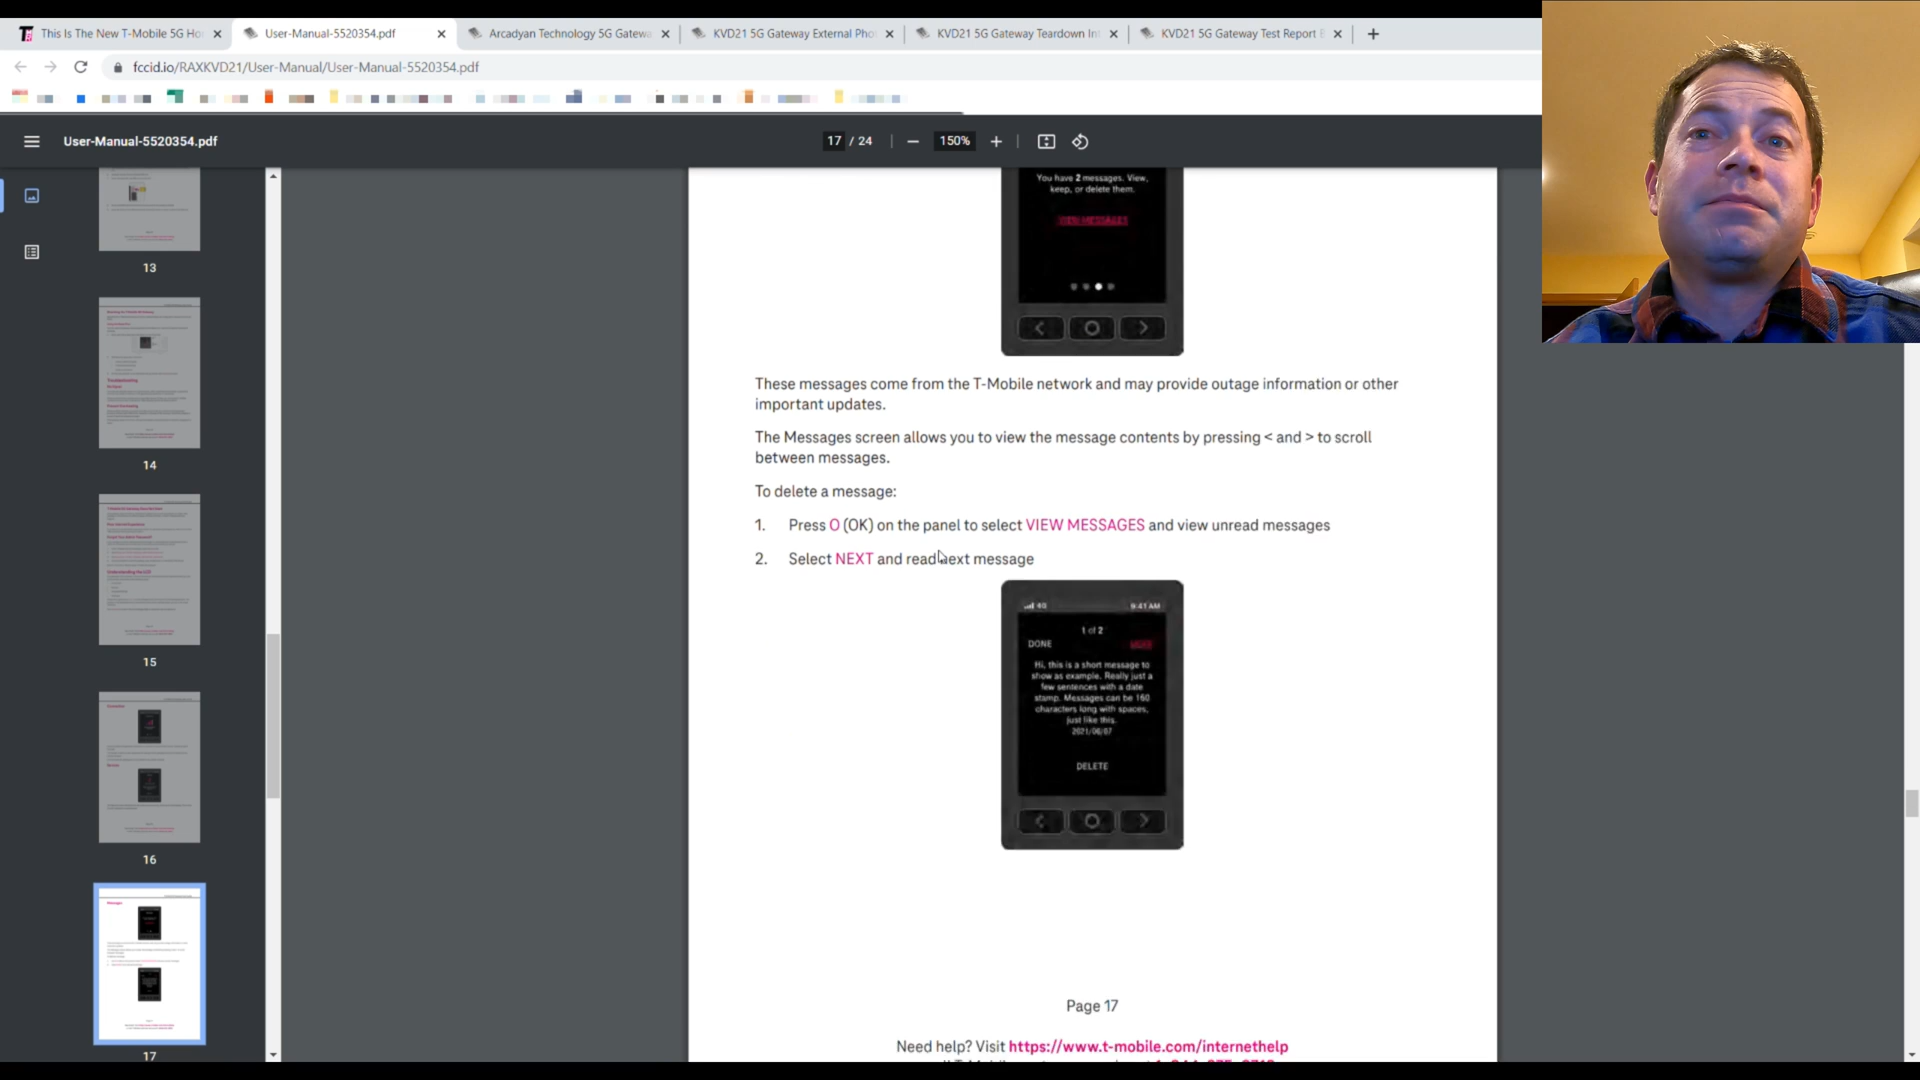 This Is The New T-Mobile 5G Ho
User-Manual-5520354.pdf
Arcadyan Technology 5G Gatewa
KVD21 5G Gateway External Pho
KVD21 5G Gateway Teardown In
KVD21 5G Gateway Test Report
fccid.io/RAXKVD21/User-Manual/User-Manual-5520354.pdf
User-Manual-5520354.pdf
17 / 24
150%
13
14
15
16
17
You have 2 messages. View,
keep, or delete them.
VIEW MESSAGES
These messages come from the T-Mobile network and may provide outage information or other
important updates.
The Messages screen allows you to view the message contents by pressing < and > to scroll
between messages.
To delete a message:
1. Press O (OK) on the panel to select VIEW MESSAGES and view unread messages
2. Select NEXT and read next message
4G 9:41 AM
1 of 2
DONE
Hi, this is a short message to
show as example. Really just a
few sentences with a date
stamp. Messages can be 160
characters long with spaces,
just like this.
2021/06/07
DELETE
Page 17
Need help? Visit https://www.t-mobile.com/internethelp